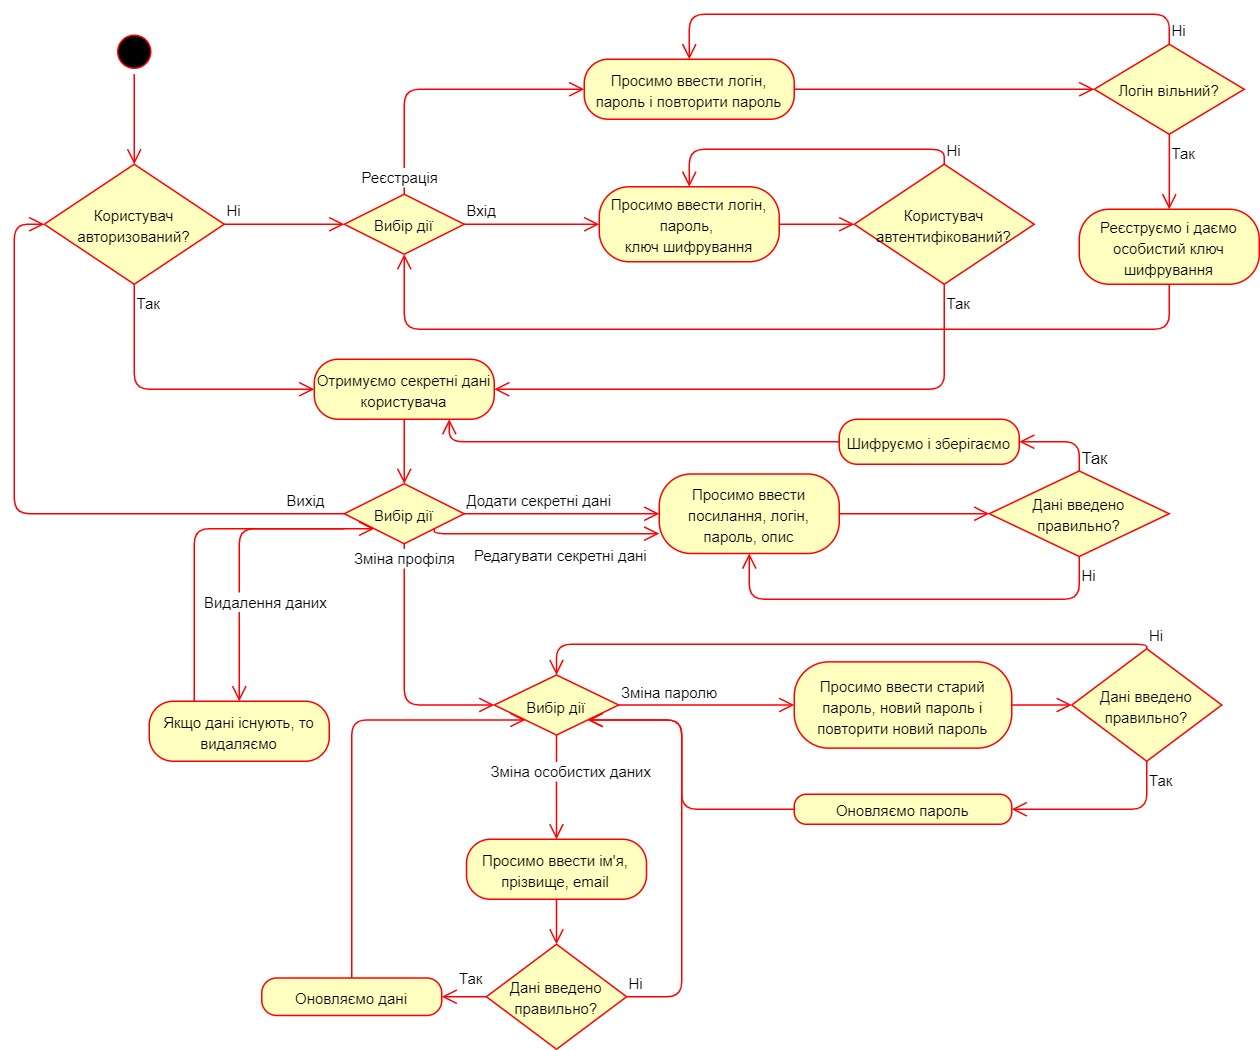 Ні
Просимо ввести логін,
пароль і повторити пароль
Логін вільний?
Так
Реєстрація
Ні
Користувач
авторизований?
Ні
Вибір дії
Вхід
Просимо ввести логін,
пароль,
ключ шифрування
Користувач
автентифікований?
Реєструємо і даємо
особистий ключ
шифрування
Так
Так
Отримуємо секретні дані
користувача
Шифруємо і зберігаємо
Так
Вихід
Вибір дії
Додати секретні дані
Просимо ввести
посилання, логін,
пароль, опис
Дані введено
правильно?
Зміна профіля
Редагувати секретні дані
Ні
Видалення даних
Ні
Якщо дані існують, то
видаляємо
Вибір дії
Зміна паролю
Просимо ввести старий
пароль, новий пароль і
повторити новий пароль
Дані введено
правильно?
Зміна особистих даних
Так
Оновляємо пароль
Просимо ввести ім'я,
прізвище, email
Так
Дані введено
правильно?
Ні
Оновляємо дані